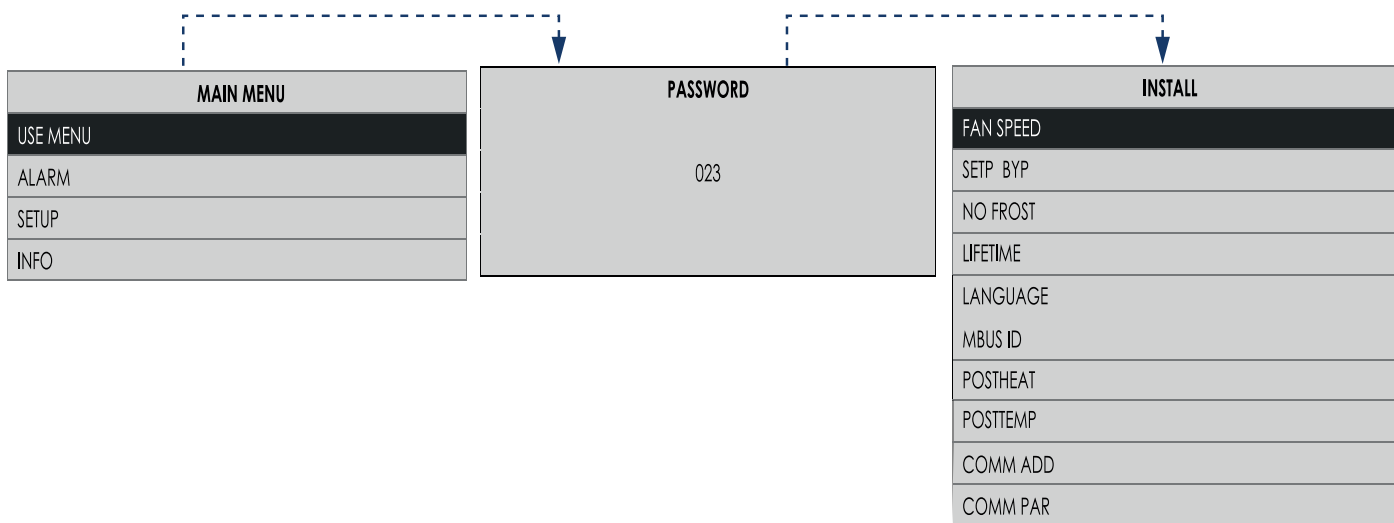 MAIN MENU
USE MENU
ALARM
SETUP
INFO
PASSWORD
023
INSTALL
FAN SPEED
SETP BYP
NO FROST
LIFETIME
LANGUAGE
MBUS ID
POSTHEAT
POSTTEMP
COMM ADD
COMM PAR